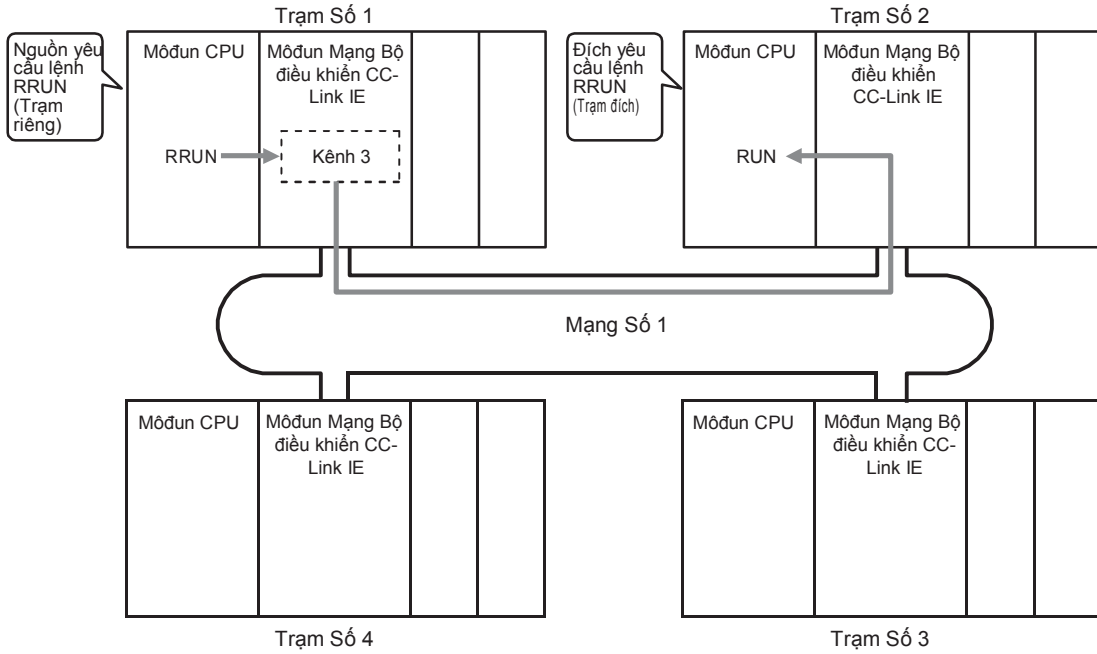 Trạm Số 1
Nguồn yêu
cầu lệnh
RRUN
(Trạm
riêng)
Môđun CPU
Môđun Mạng Bộ
điều khiển CC-
Link IE
RRUN
Kênh 3
Trạm Số 2
Đích yêu
cầu lệnh
RRUN
(Trạm đích)
Môđun CPU
Môđun Mạng Bộ
điều khiển
CC-Link IE
RUN
Mạng Số 1
Môđun CPU
Môđun Mạng Bộ
điều khiển CC-
Link IE
Trạm Số 4
Môđun CPU
Môđun Mạng Bộ
điều khiển CC-
Link IE
Trạm Số 3